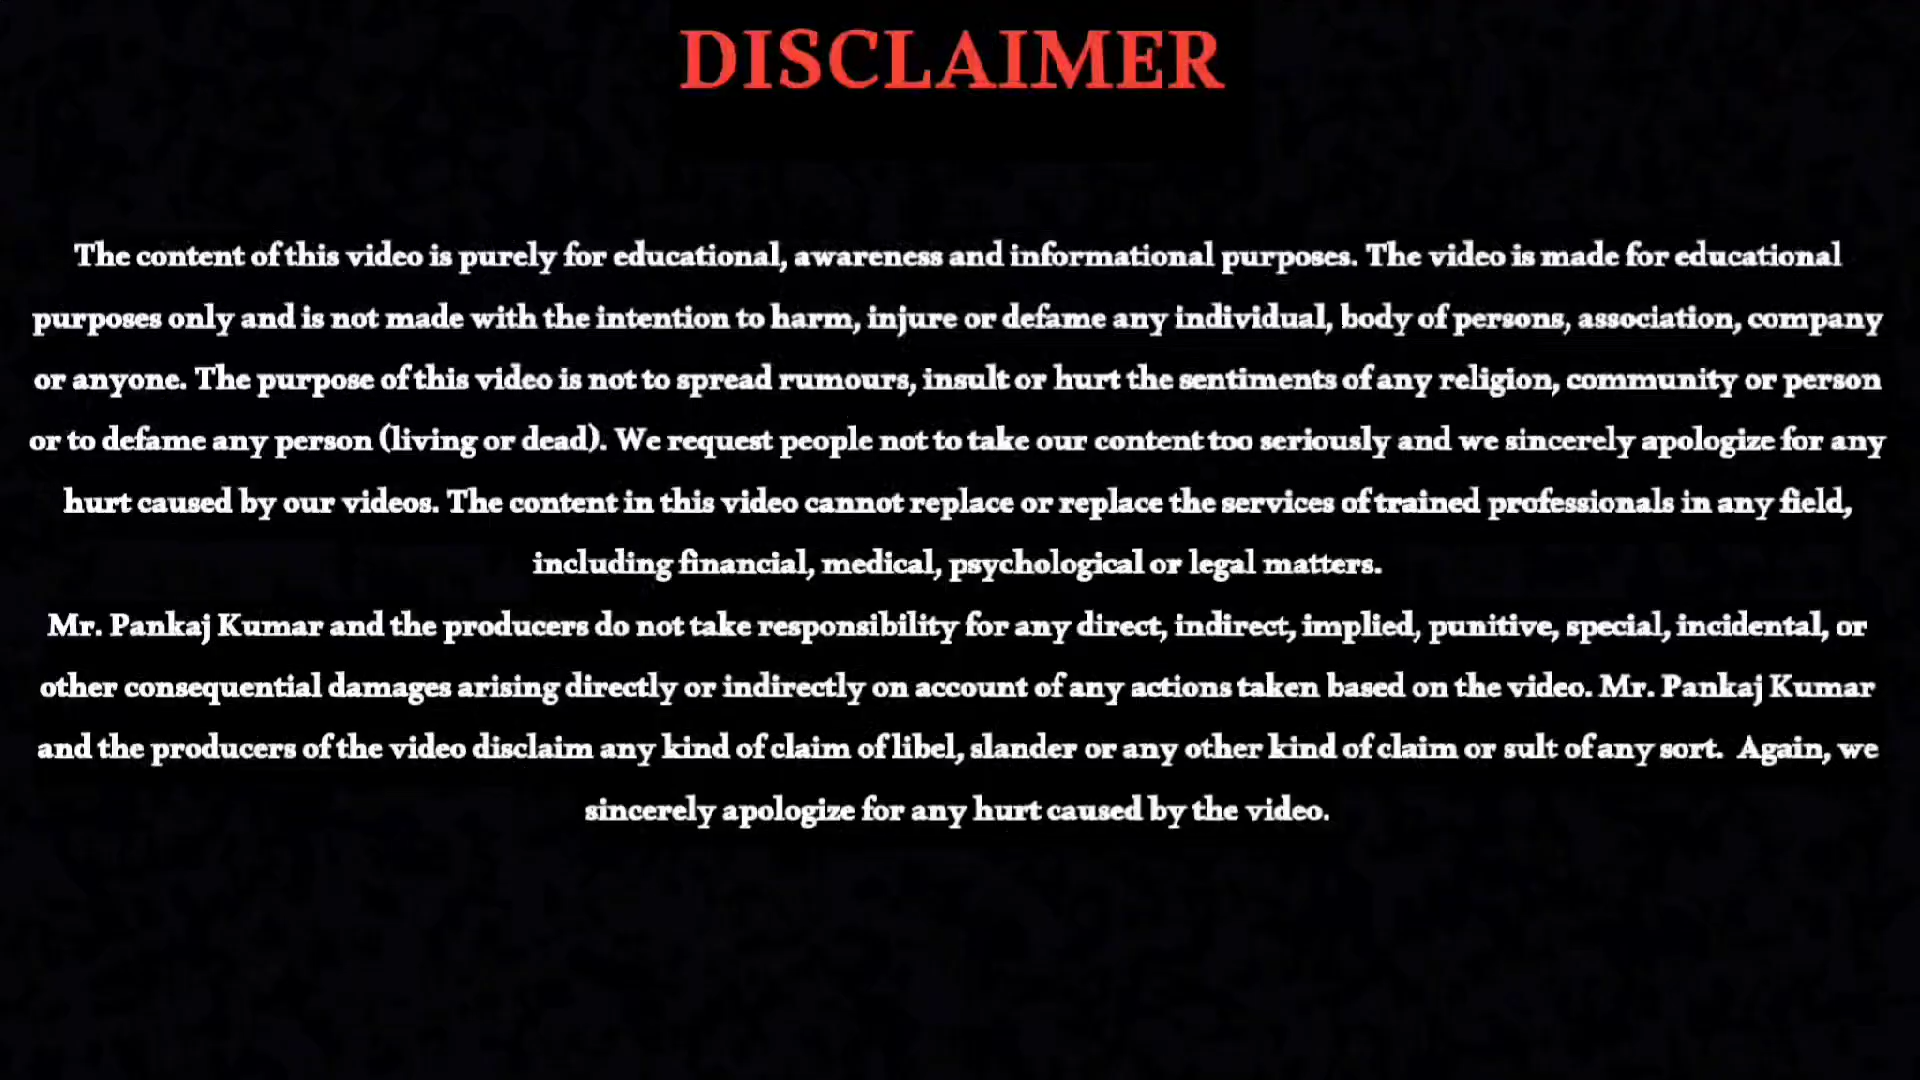 DISCLAIMER
The content of this video is purely for educational, awareness and informational purposes. The video is made for educational
purposes only and is not made with the intention to harm, injure or defame any individual, body of persons, association, company
or anyone. The purpose of this video is not to spread rumours, insult or hurt the sentiments of any religion, community or person
or to defame any person (living or dead). We request people not to take our content too seriously and we sincerely apologize for any
hurt caused by our videos. The content in this video cannot replace or replace the services of trained professionals in any field,
including financial, medical, psychological or legal matters.
Mr. Pankaj Kumar and the producers do not take responsibility for any direct, indirect, implied, punitive, special, incidental, or
other consequential damages arising directly or indirectly on account of any actions taken based on the video. Mr. Pankaj Kumar
and the producers of the video disclaim any kind of claim of libel, slander or any other kind of claim or sult of any sort. Again, we
sincerely apologize for any hurt caused by the video.